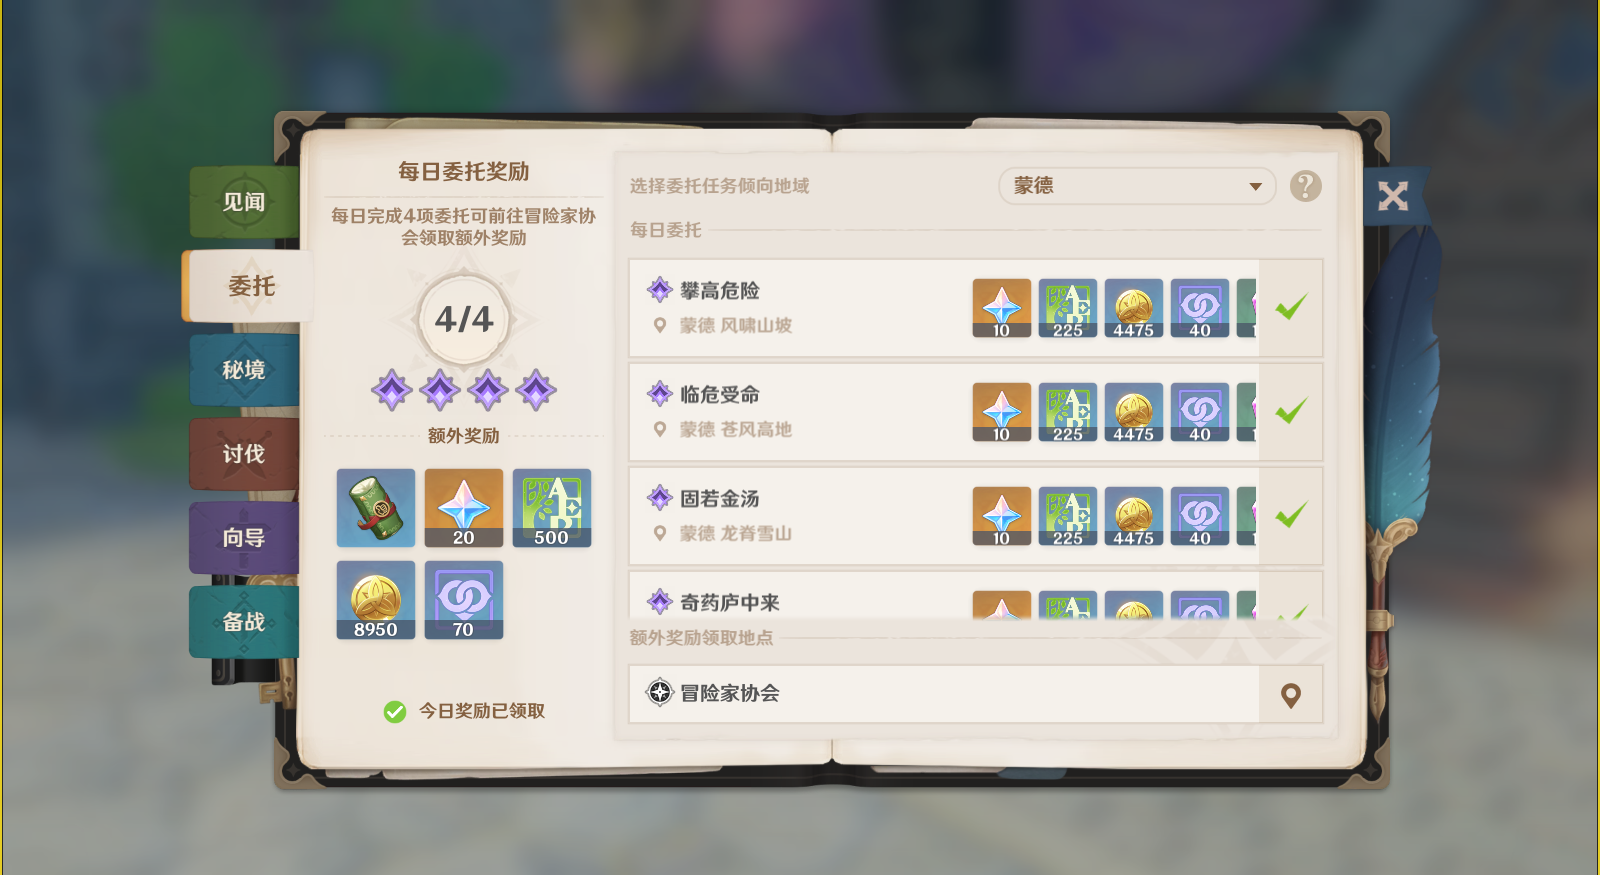 每日委托奖励
每日完成4项委托可前往冒险家协
会领取额外奖励
4/4
额外奖励
20
500
8950
70
今日奖励已领取
见闻
委托
秘境
讨伐
向导
备战
选择委托任务倾向地域
蒙德
?
每日委托
攀高危险
蒙德 风啸山坡
10
225
4475
40
临危受命
蒙德 苍风高地
10
225
4475
40
固若金汤
蒙德 龙脊雪山
10
225
4475
40
奇药庐中来
额外奖励领取地点
冒险家协会